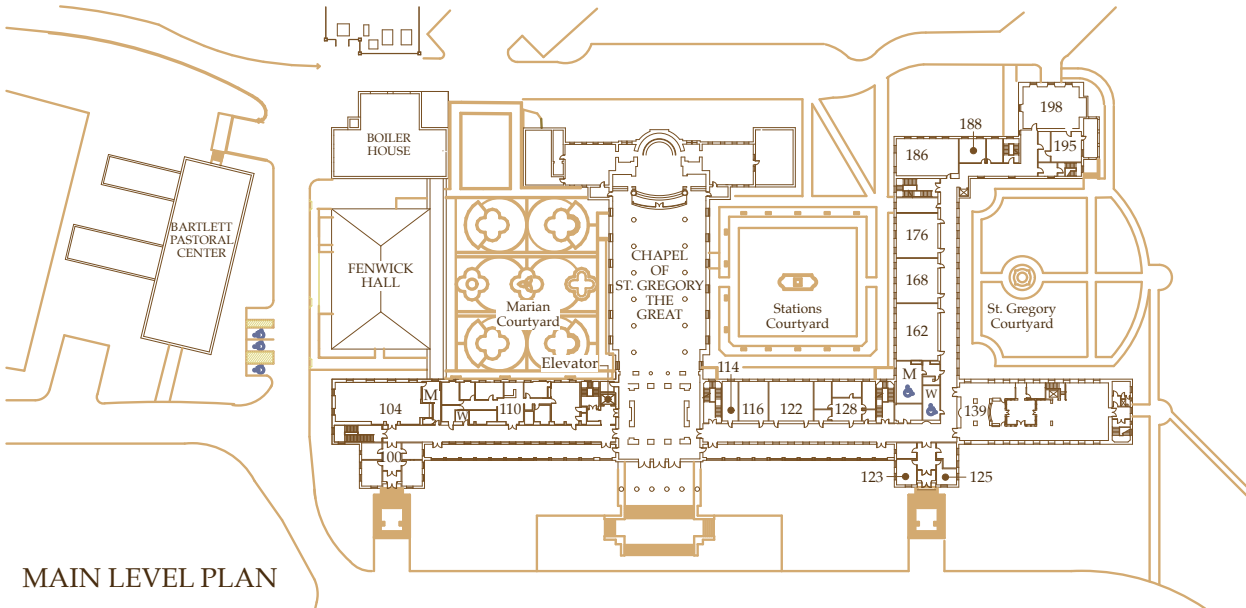 BOILER
HOUSE
198
188
186
195
BARTLETT
PASTORAL
CENTER
FENWICK
HALL
M
CHAPEL
OF
ST. GREGORY
THE
GREAT
176
168
162
Marian
Courtyard
Stations
Courtyard
St. Gregory
Courtyard
Elevator
114
M
W
M
104
W
110
116
122
128
139
100
123
125
MAIN LEVEL PLAN